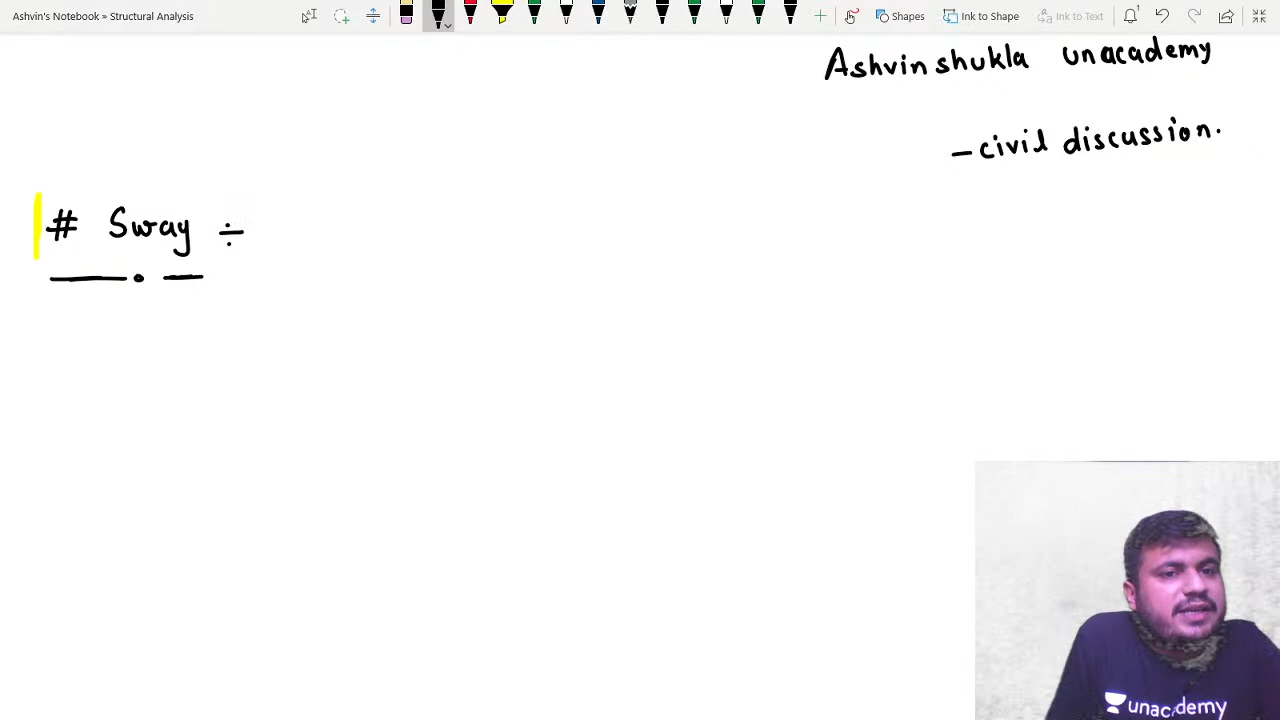 Ashvin's Notebook » Structural Analysis
Shapes Ink to Shape Ink to Text
Ashvin shukla unacademy
– civil discussion.
# Sway ÷
unacademy